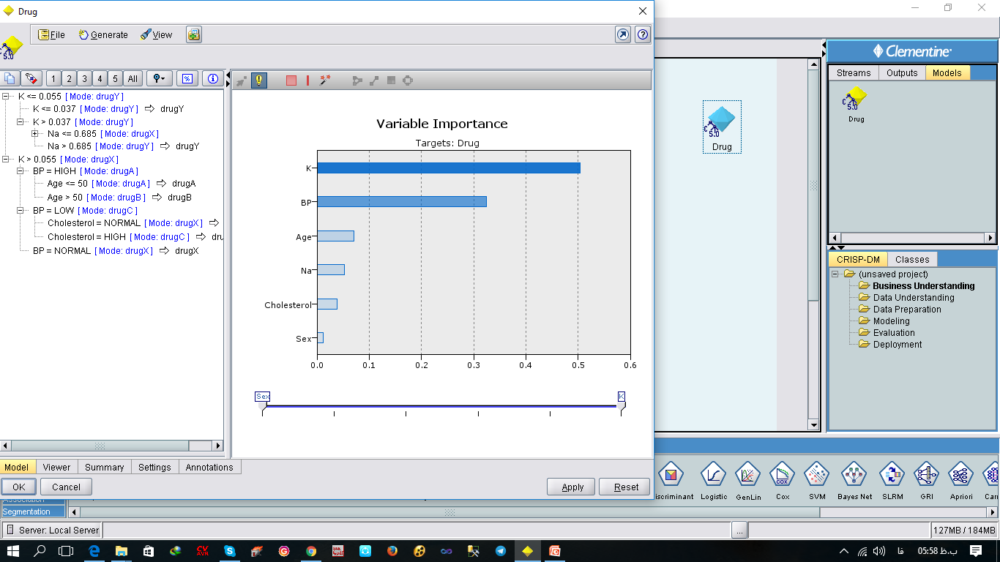 Drug
File Generate View
1 2 3 4 5 All %
K <= 0.055 [ Mode: drugY ]
K <= 0.037 [ Mode: drugY ] ⇨ drugY
K > 0.037 [ Mode: drugY ]
Na <= 0.685 [ Mode: drugX ]
Na > 0.685 [ Mode: drugY ] ⇨ drugY
K > 0.055 [ Mode: drugX ]
BP = HIGH [ Mode: drugA ]
Age <= 50 [ Mode: drugA ] ⇨ drugA
Age > 50 [ Mode: drugB ] ⇨ drugB
BP = LOW [ Mode: drugC ]
Cholesterol = NORMAL [ Mode: drugX ] ⇨
Cholesterol = HIGH [ Mode: drugC ] ⇨ dru
BP = NORMAL [ Mode: drugX ] ⇨ drugX
Variable Importance
Targets: Drug
K
BP
Age
Na
Cholesterol
Sex
0.0 0.1 0.2 0.3 0.4 0.5 0.6
Sex K
Model Viewer Summary Settings Annotations
OK Cancel Apply Reset
C 5.0
Drug
Clementine
Streams Outputs Models
C 5.0
Drug
CRISP-DM Classes
(unsaved project)
Business Understanding
Data Understanding
Data Preparation
Modeling
Evaluation
Deployment
iscriminant Logistic GenLin Cox SVM Bayes Net SLRM GRI Apriori Carr
Association
Segmentation
Server: Local Server ... 127MB / 184MB
فا 05:58 ب.ظ